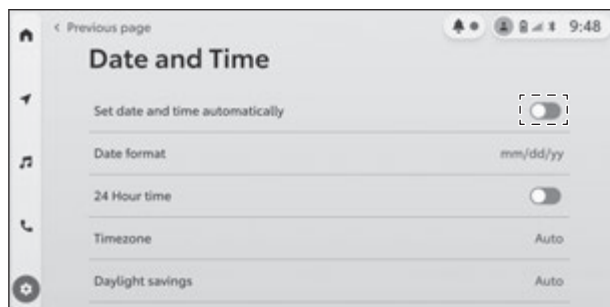 < Previous page
9:48
Date and Time
Set date and time automatically
Date format mm/dd/yy
24 Hour time
Timezone Auto
Daylight savings Auto